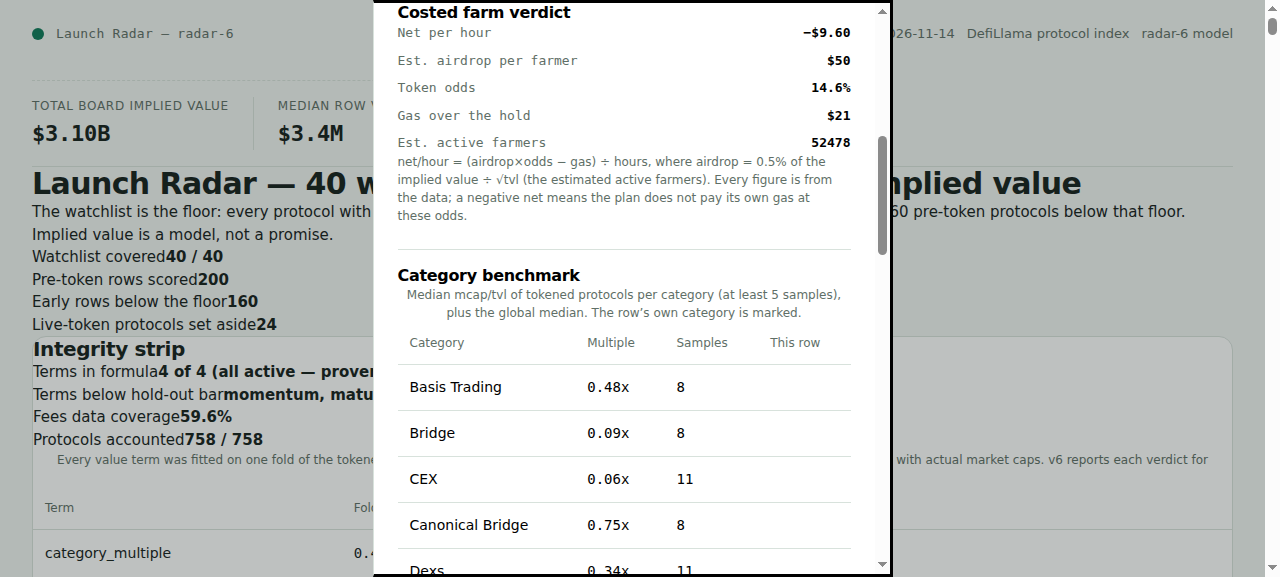 Launch Radar — radar-6
26-11-14 DefiLlama protocol index radar-6 model
TOTAL BOARD IMPLIED VALUE
$3.10B
MEDIAN ROW
$3.4M
Launch Radar — 40
implied value
The watchlist is the floor: every protocol with
60 pre-token protocols below that floor.
Implied value is a model, not a promise.
Watchlist covered40 / 40
Pre-token rows scored200
Early rows below the floor160
Live-token protocols set aside24
Integrity strip
Terms in formula4 of 4 (all active —
Terms below hold-out barmomentum,
Fees data coverage59.6%
Protocols accounted758 / 758
Every value term was fitted on one fold of the
with actual market caps. v6 reports each verdict for
Term
category_multiple
Costed farm verdict
Net per hour −$9.60
Est. airdrop per farmer $50
Token odds 14.6%
Gas over the hold $21
Est. active farmers 52478
net/hour = (airdrop×odds − gas) ÷ hours, where airdrop = 0.5% of the
implied value ÷ √tvl (the estimated active farmers). Every figure is from
the data; a negative net means the plan does not pay its own gas at
these odds.
Category benchmark
Median mcap/tvl of tokened protocols per category (at least 5 samples),
plus the global median. The row’s own category is marked.
Category Multiple Samples This row
Basis Trading 0.48x 8
Bridge 0.09x 8
CEX 0.06x 11
Canonical Bridge 0.75x 8
Dexs 0.34x 11